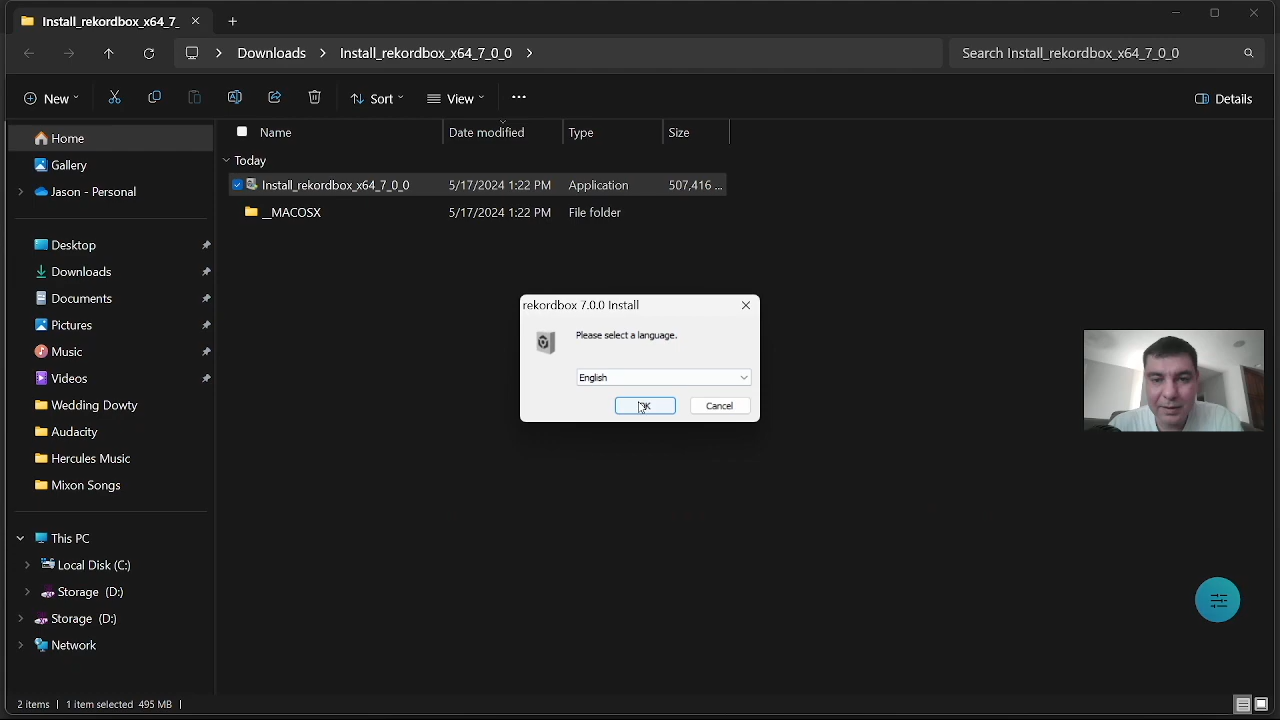 Install_rekordbox_x64_7_
Downloads
Install_rekordbox_x64_7_0_0
Search Install_rekordbox_x64_7_0_0
New
Sort
View
Details
Name
Date modified
Type
Size
Home
Gallery
Jason - Personal
Desktop
Downloads
Documents
Pictures
Music
Videos
Wedding Dowty
Audacity
Hercules Music
Mixon Songs
This PC
Local Disk (C:)
Storage (D:)
Storage (D:)
Network
Today
Install_rekordbox_x64_7_0_0 5/17/2024 1:22 PM Application 507,416 ...
__MACOSX 5/17/2024 1:22 PM File folder
rekordbox 7.0.0 Install
Please select a language.
English
OK
Cancel
2 items 1 item selected 495 MB